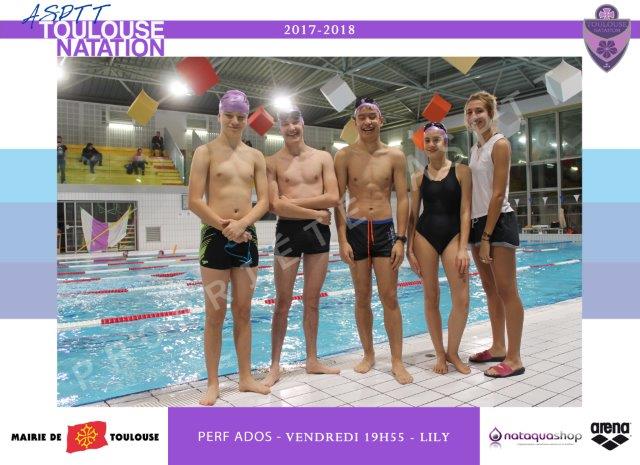 ASPTT
TOULOUSE
NATATION
2017-2018
TOULOUSE
NATATION
MAIRIE DE TOULOUSE
PERF ADOS - VENDREDI 19H55 - LILY
nataquashop
arena